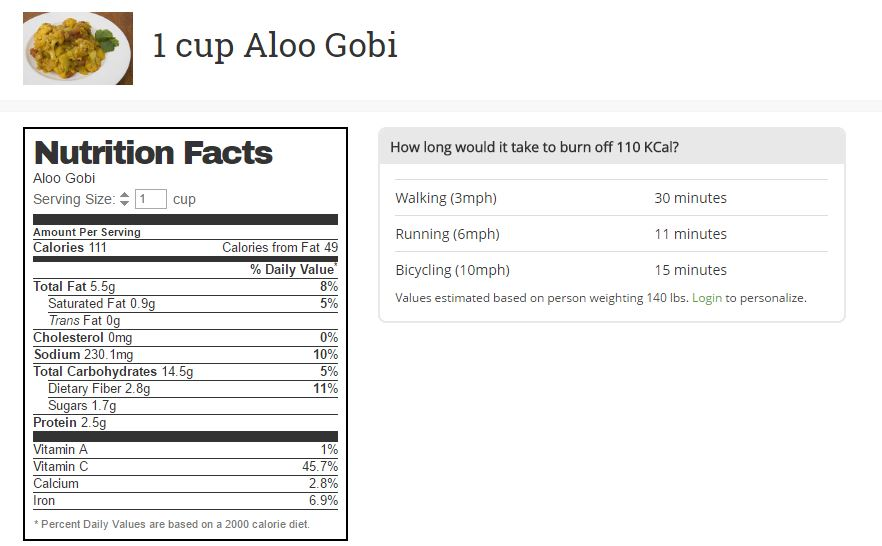 1 cup Aloo Gobi
Nutrition Facts
Aloo Gobi
Serving Size: 1 cup
Amount Per Serving
Calories 111 Calories from Fat 49
% Daily Value*
Total Fat 5.5g 8%
Saturated Fat 0.9g 5%
Trans Fat 0g
Cholesterol 0mg 0%
Sodium 230.1mg 10%
Total Carbohydrates 14.5g 5%
Dietary Fiber 2.8g 11%
Sugars 1.7g
Protein 2.5g
Vitamin A 1%
Vitamin C 45.7%
Calcium 2.8%
Iron 6.9%
* Percent Daily Values are based on a 2000 calorie diet.
How long would it take to burn off 110 KCal?
Walking (3mph) 30 minutes
Running (6mph) 11 minutes
Bicycling (10mph) 15 minutes
Values estimated based on person weighting 140 lbs. Login to personalize.